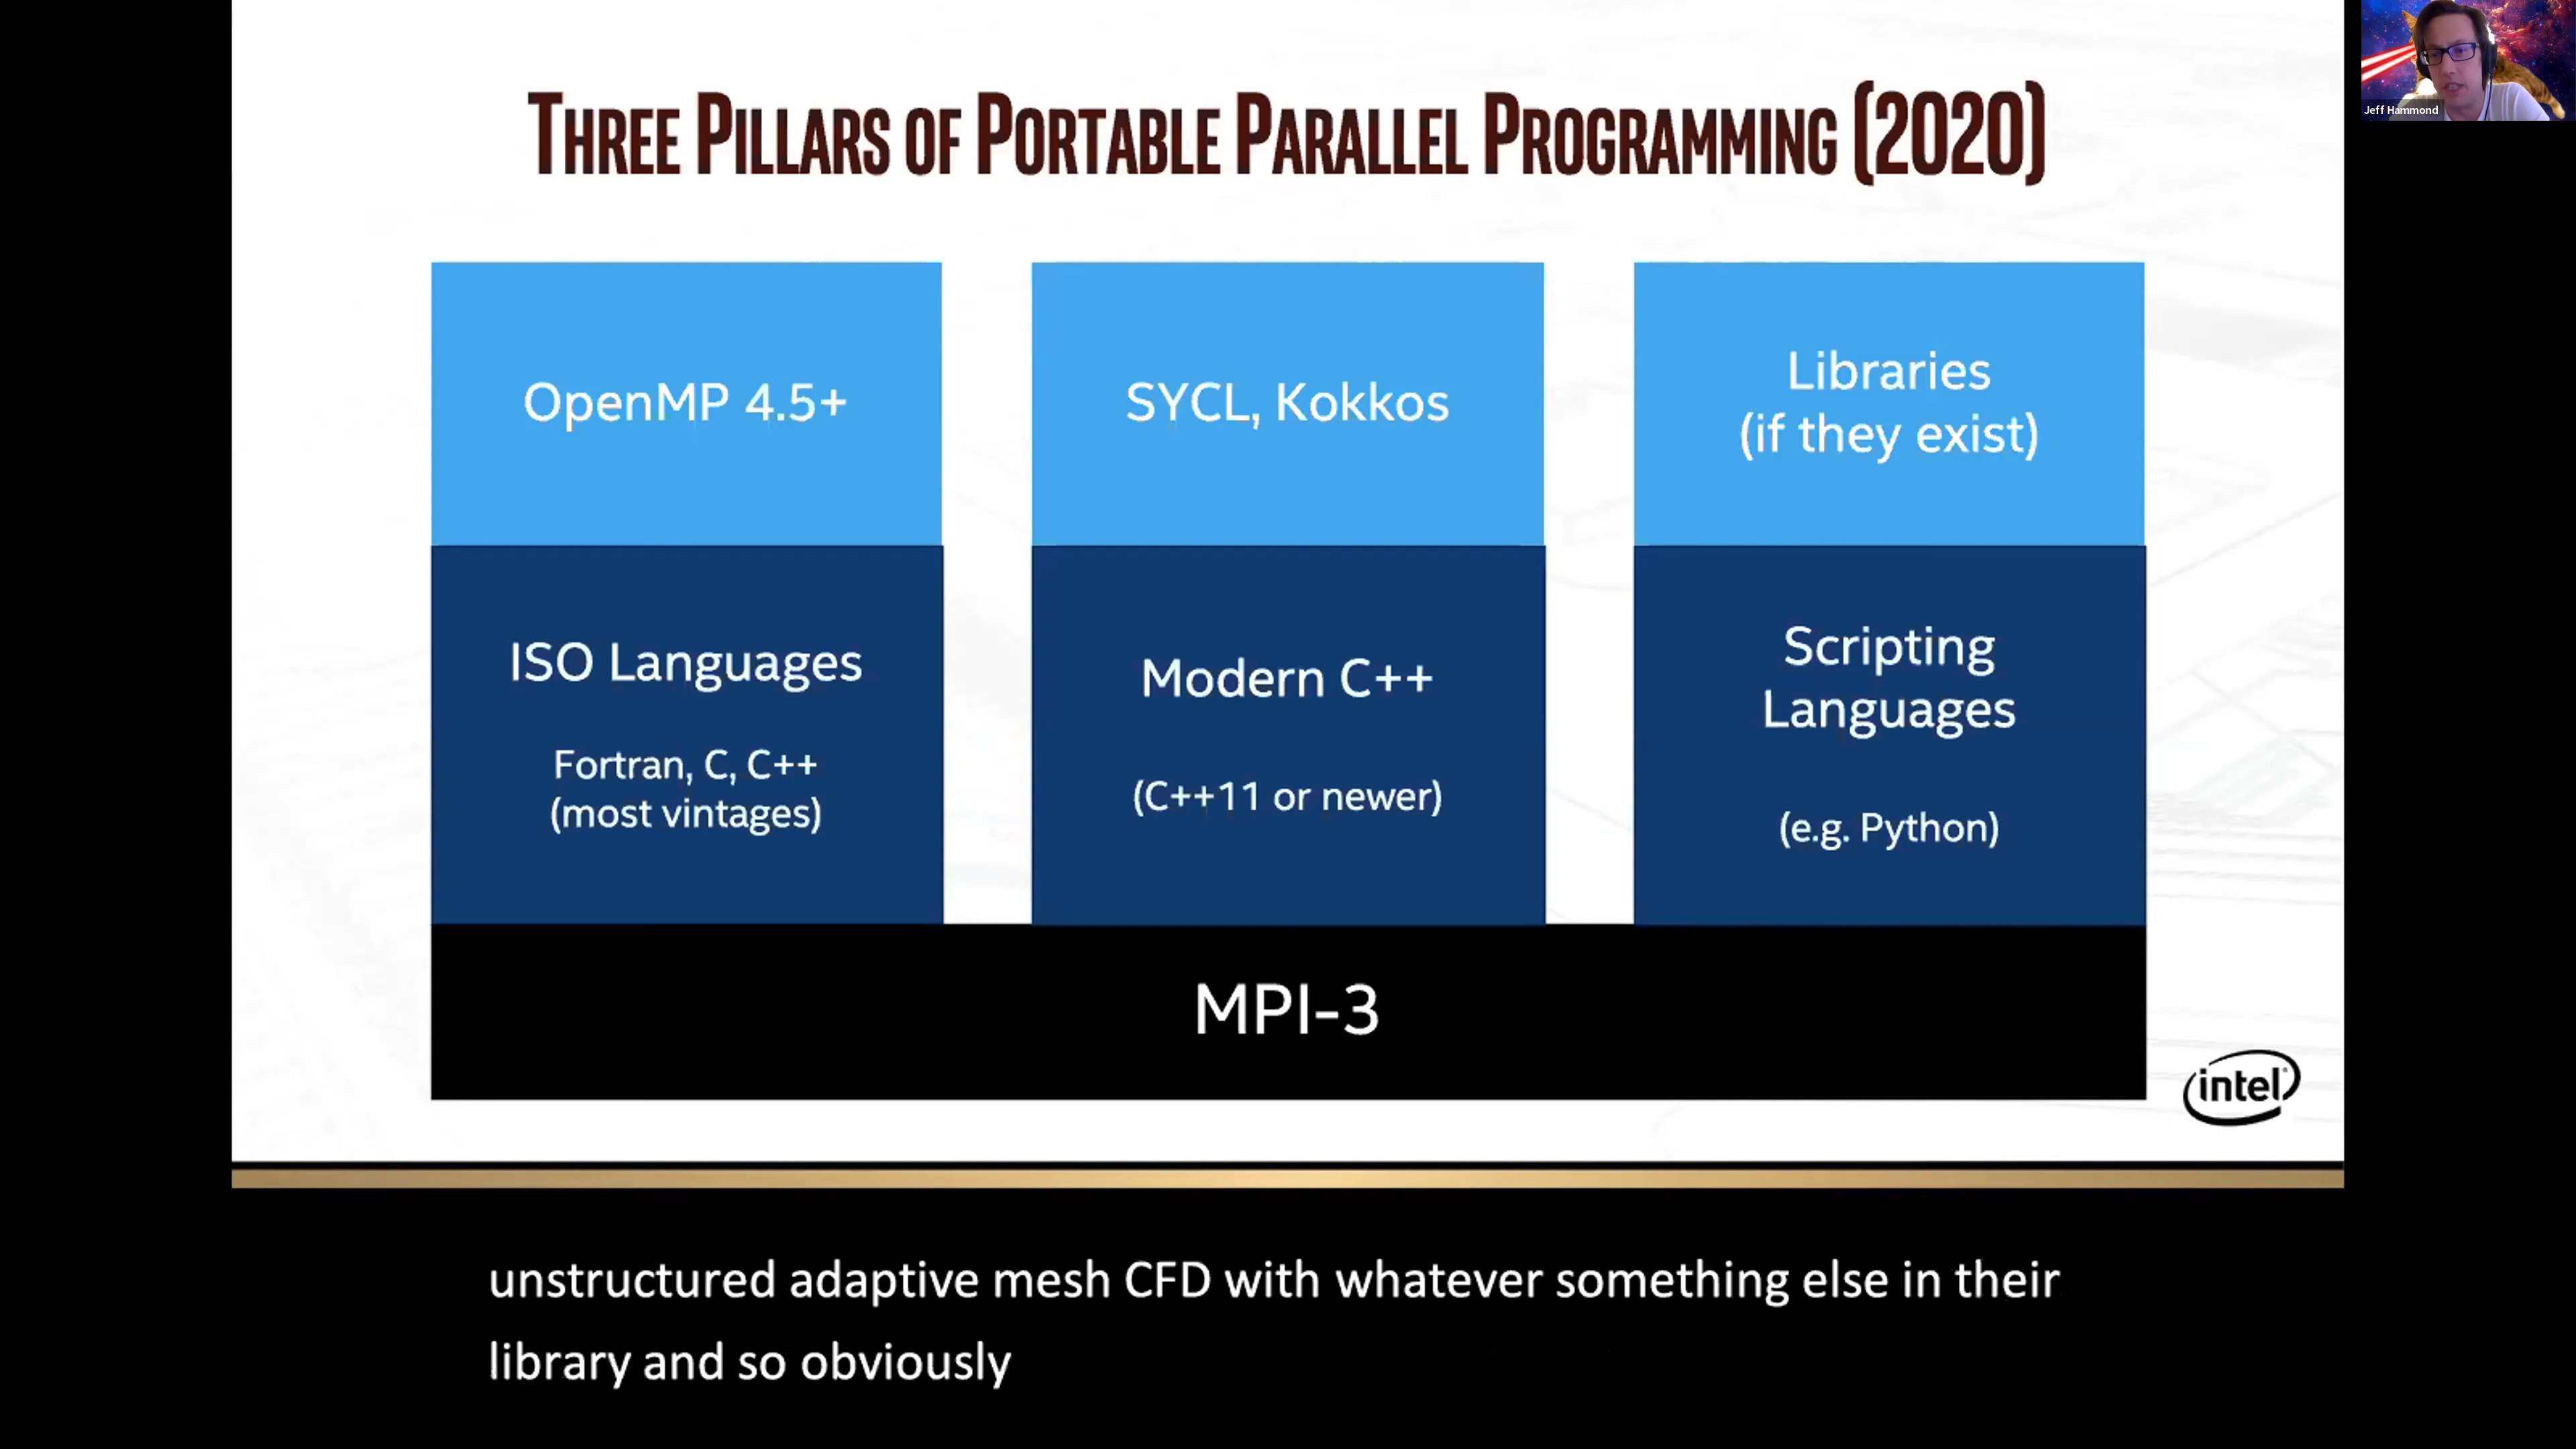 THREE PILLARS OF PORTABLE PARALLEL PROGRAMMING (2020)
Jeff Hammond
OpenMP 4.5+
SYCL, Kokkos
Libraries
(if they exist)
ISO Languages
Fortran, C, C++
(most vintages)
Modern C++
(C++11 or newer)
Scripting
Languages
(e.g. Python)
MPI-3
intel
unstructured adaptive mesh CFD with whatever something else in their
library and so obviously